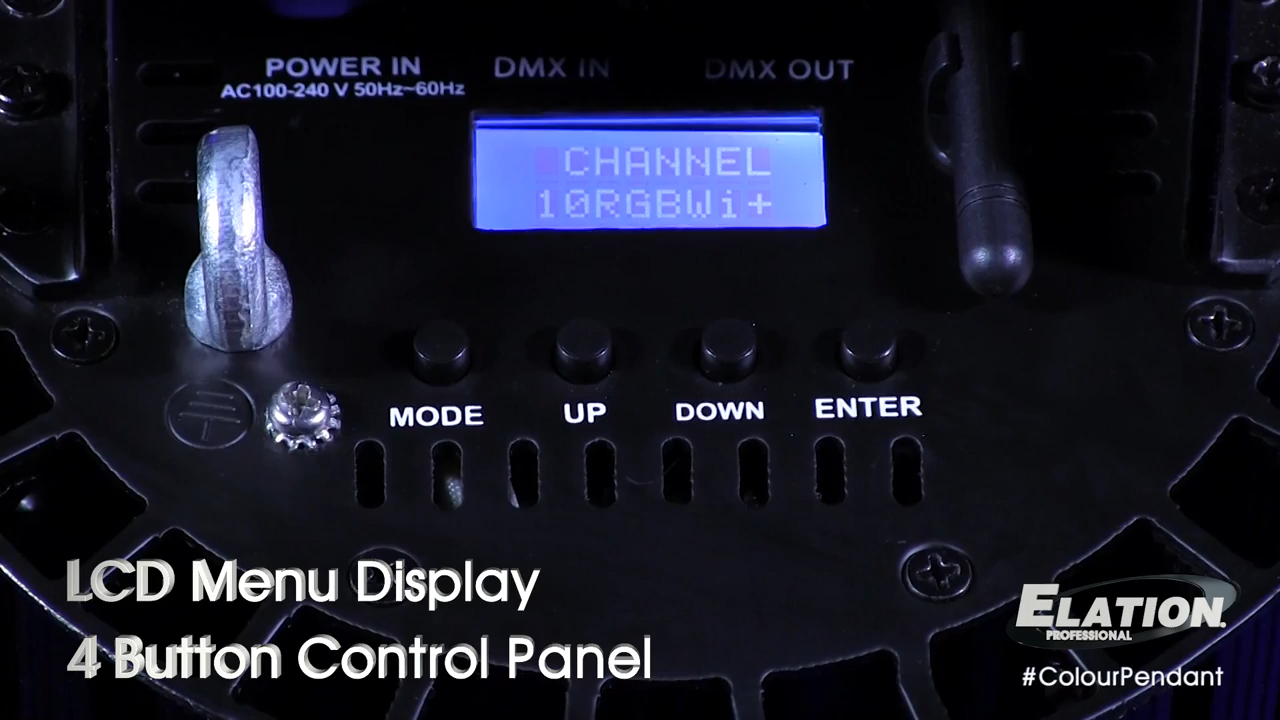 POWER IN
AC100-240 V 50Hz~60Hz
DMX IN
DMX OUT
CHANNEL
10RGBWi+
MODE
UP
DOWN
ENTER
LCD Menu Display
4 Button Control Panel
ELATION.
PROFESSIONAL
#ColourPendant